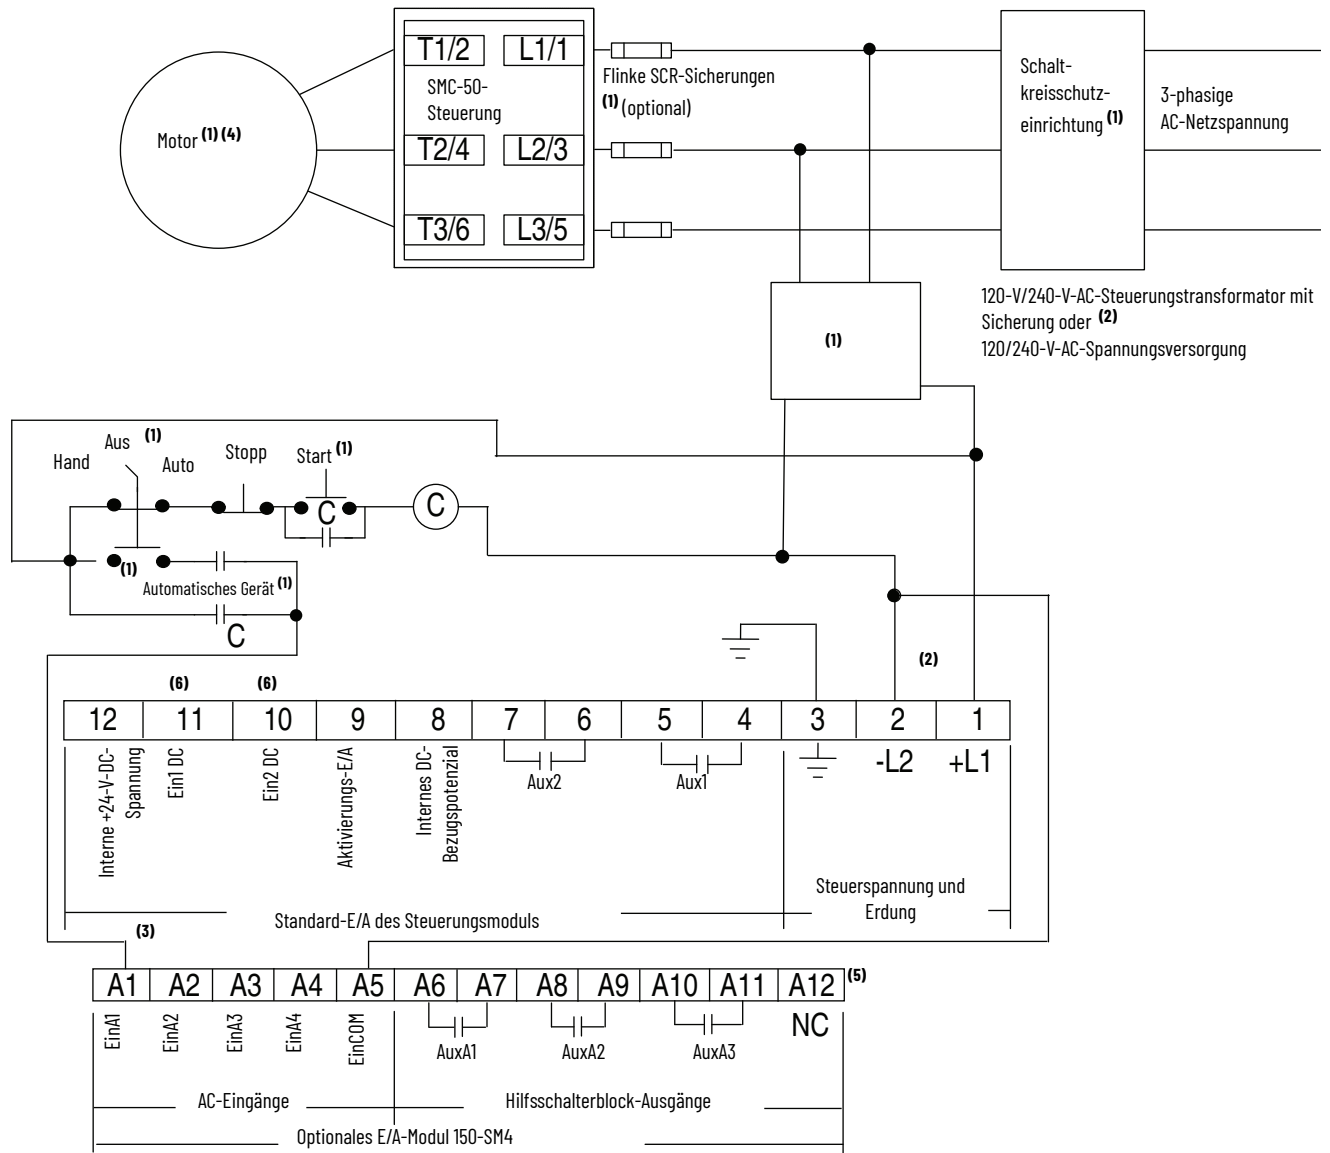 T1/2
L1/1
SMC-50-
Steuerung
T2/4
L2/3
T3/6
L3/5
Motor (1) (4)
Flinke SCR-Sicherungen
(1) (optional)
Schalt-
kreisschutz-
einrichtung (1)
3-phasige
AC-Netzspannung
120-V/240-V-AC-Steuerungstransformator mit
Sicherung oder (2)
120/240-V-AC-Spannungsversorgung
(1)
Hand
Aus (1)
Auto
Stopp
Start (1)
C
C
(1)
Automatisches Gerät (1)
C
(2)
(6)
(6)
12
11
10
9
8
7
6
5
4
3
2
1
Interne +24-V-DC-
Spannung
Ein1 DC
Ein2 DC
Aktivierungs-E/A
Internes DC-
Bezugspotenzial
Aux2
Aux1
-L2
+L1
Standard-E/A des Steuerungsmoduls
Steuerspannung und
Erdung
(3)
A1
A2
A3
A4
A5
A6
A7
A8
A9
A10
A11
A12
(5)
EinA1
EinA2
EinA3
EinA4
EinCOM
AuxA1
AuxA2
AuxA3
NC
AC-Eingänge
Hilfsschalterblock-Ausgänge
Optionales E/A-Modul 150-SM4